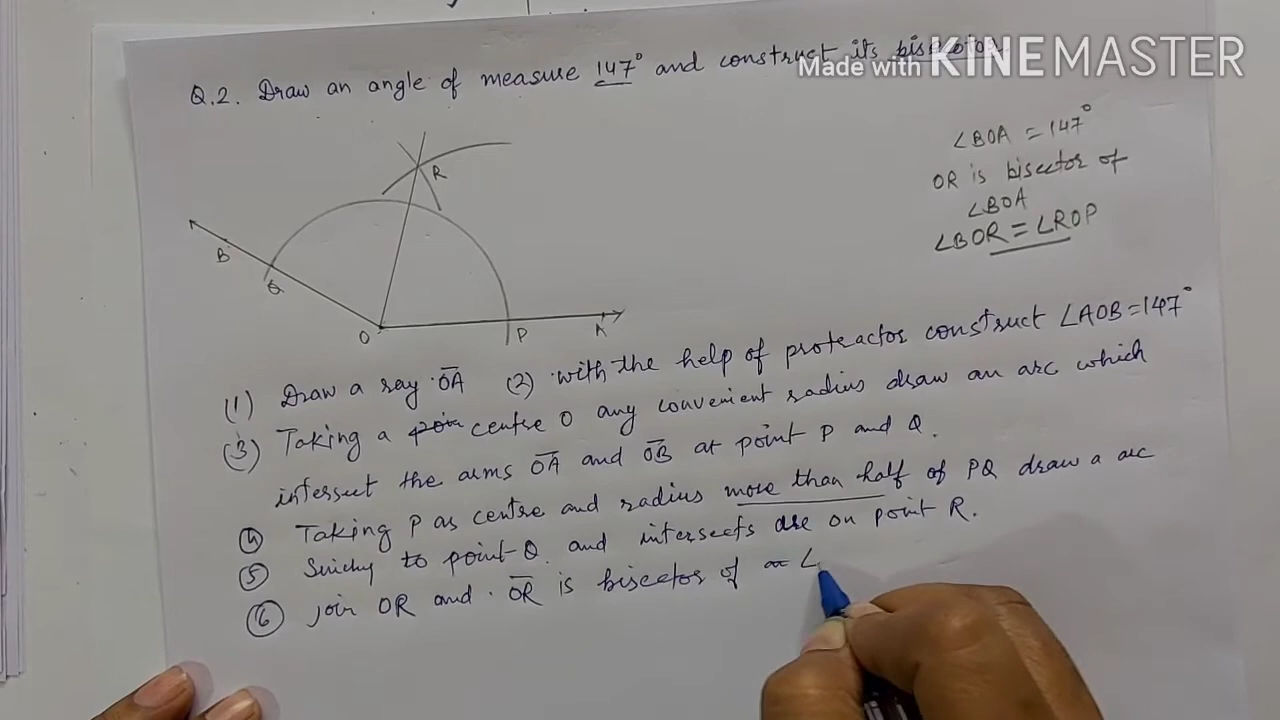 Q.2. Draw an angle of measure 147° and construct its bisector.
Made with KINEMASTER
∠BOA = 147°
OR is bisector of
∠BOA
∠BOR = ∠ROP
R
B
Q
O
P
A
(1) Draw a ray OA (2) with the help of protractor construct ∠AOB = 147°
(3) Taking a centre O any convenient radius draw an arc which
intersect the arms OA and OB at point P and Q.
(4) Taking P as centre and radius more than half of PQ draw a arc
(5) to point Q and intersects on point R.
(6) join OR and OR is bisector of ∠